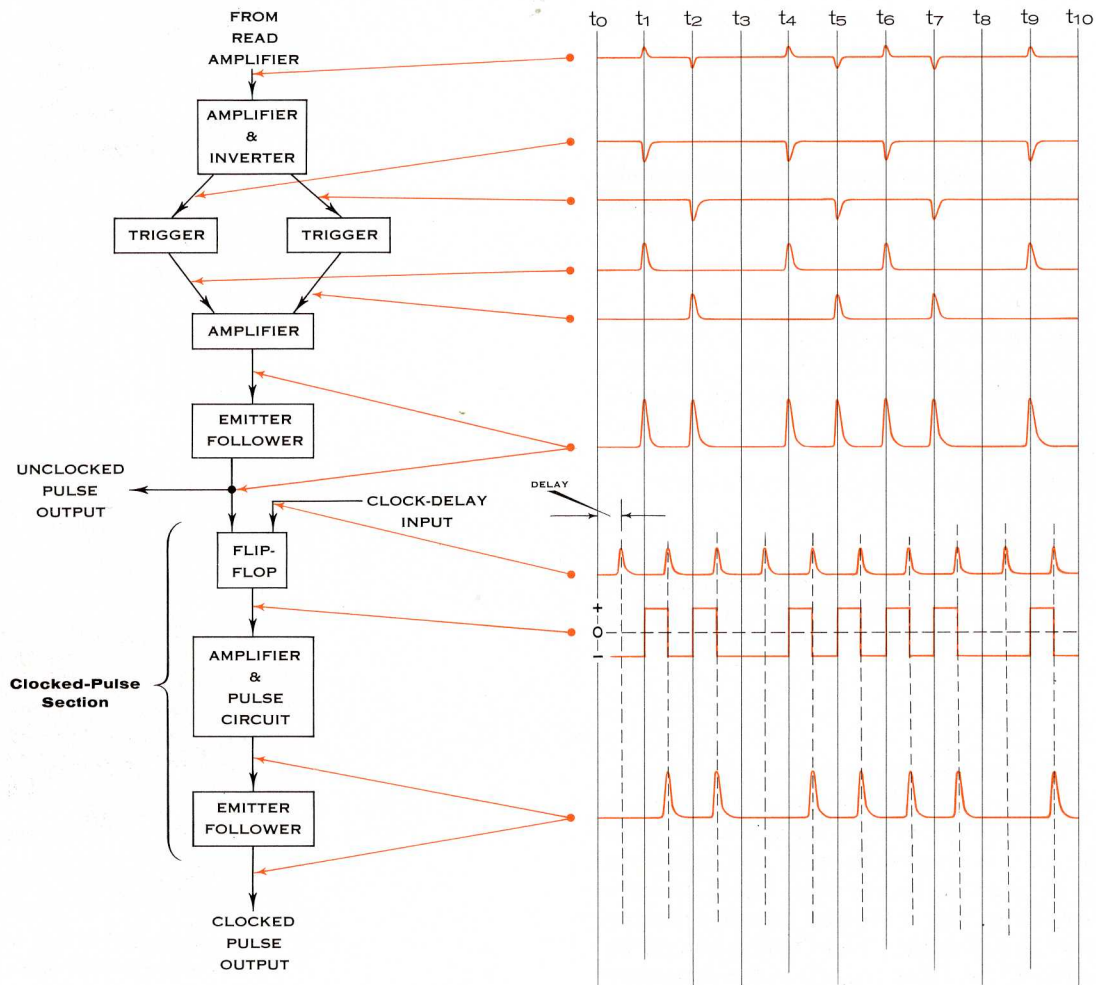 FROM
READ
AMPLIFIER
t0 t1 t2 t3 t4 t5 t6 t7 t8 t9 t10
AMPLIFIER
&
INVERTER
TRIGGER
TRIGGER
AMPLIFIER
EMITTER
FOLLOWER
UNCLOCKED
PULSE
OUTPUT
CLOCK-DELAY
INPUT
DELAY
FLIP-
FLOP
+
0
−
AMPLIFIER
&
PULSE
CIRCUIT
Clocked-Pulse
Section
EMITTER
FOLLOWER
CLOCKED
PULSE
OUTPUT